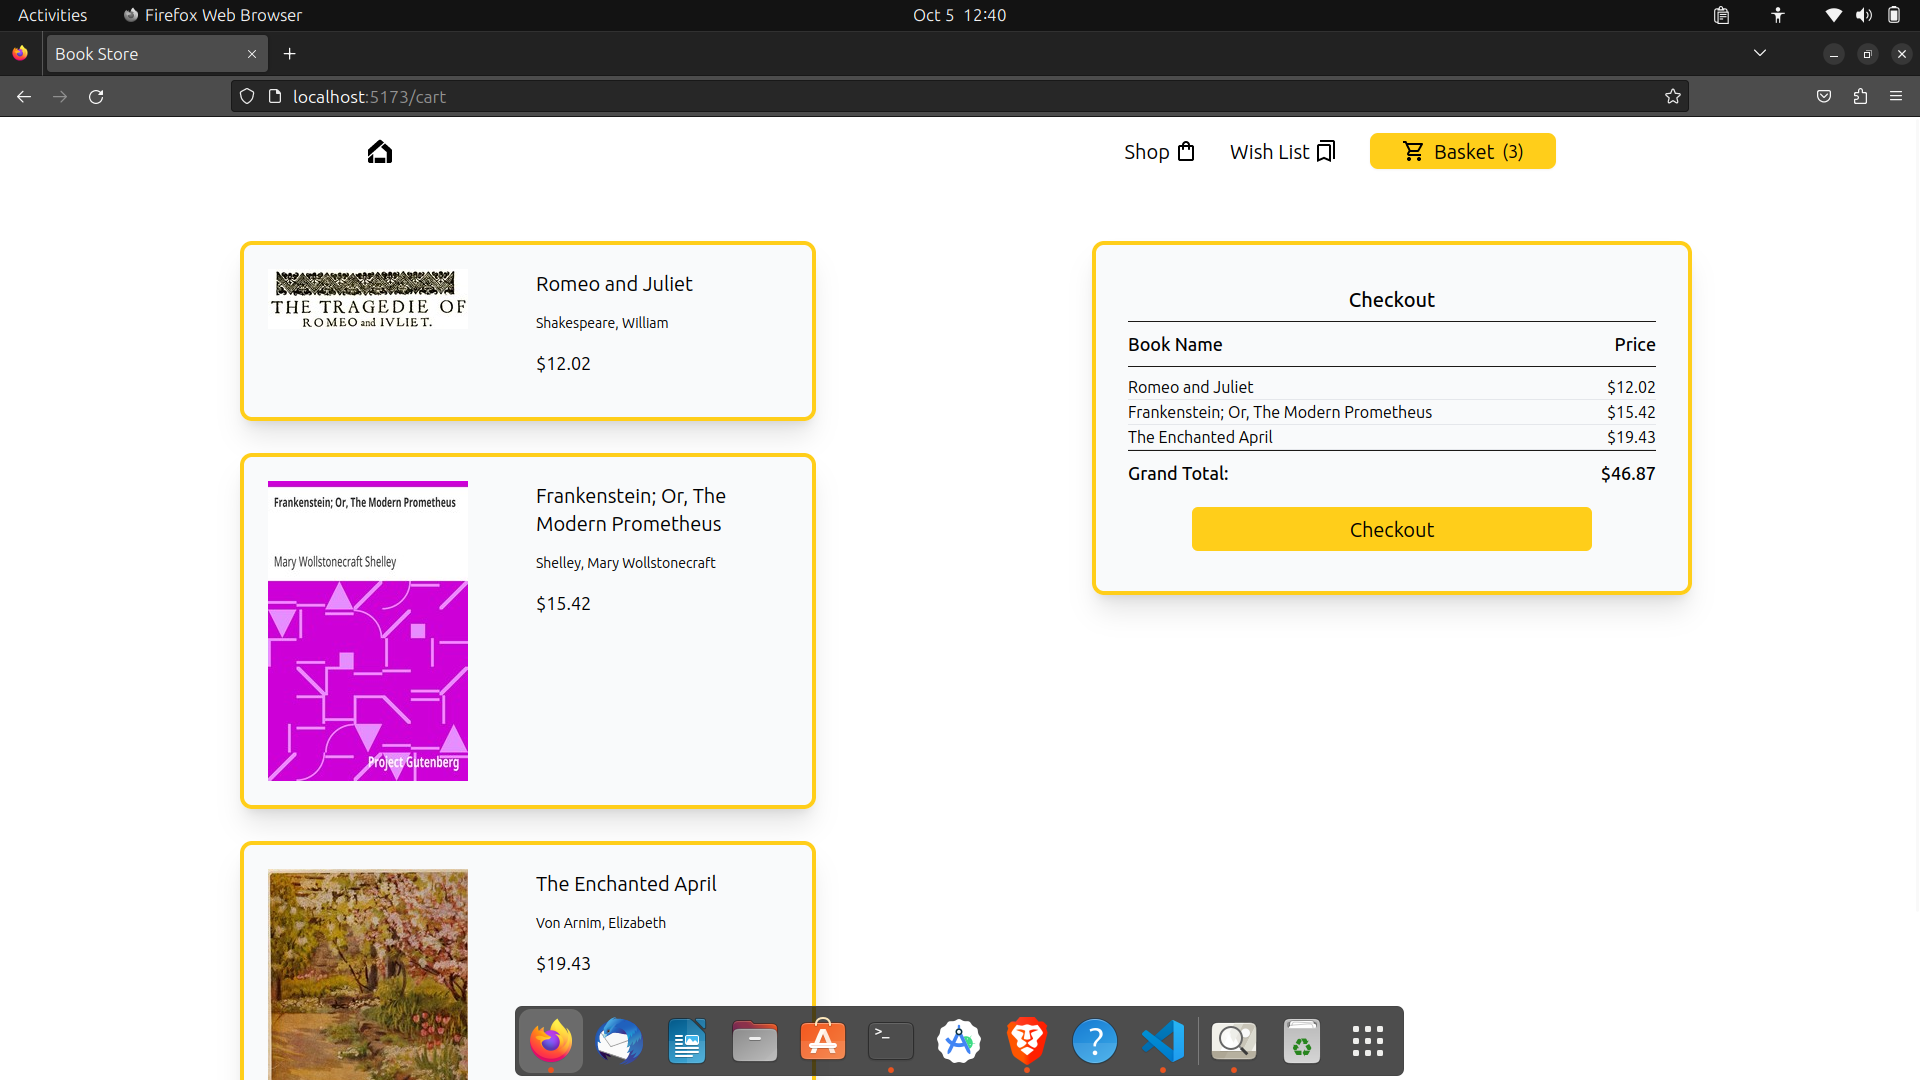 Activities
Firefox Web Browser
Oct 5 12:40
Book Store
localhost:5173/cart
Shop
Wish List
Basket (3)
THE TRAGEDIE OF
ROMEO and IVLIET.
Romeo and Juliet
Shakespeare, William
$12.02
Frankenstein; Or, The Modern Prometheus
Mary Wollstonecraft Shelley
Project Gutenberg
Frankenstein; Or, The
Modern Prometheus
Shelley, Mary Wollstonecraft
$15.42
The Enchanted April
Von Arnim, Elizabeth
$19.43
Checkout
Book Name Price
Romeo and Juliet $12.02
Frankenstein; Or, The Modern Prometheus $15.42
The Enchanted April $19.43
Grand Total: $46.87
Checkout